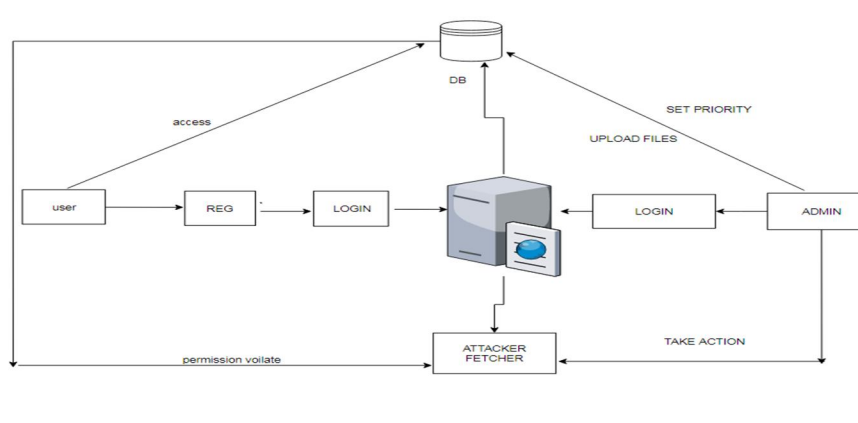 DB
SET PRIORITY
access
UPLOAD FILES
user
REG
LOGIN
LOGIN
ADMIN
ATTACKER
FETCHER
TAKE ACTION
permission voilate